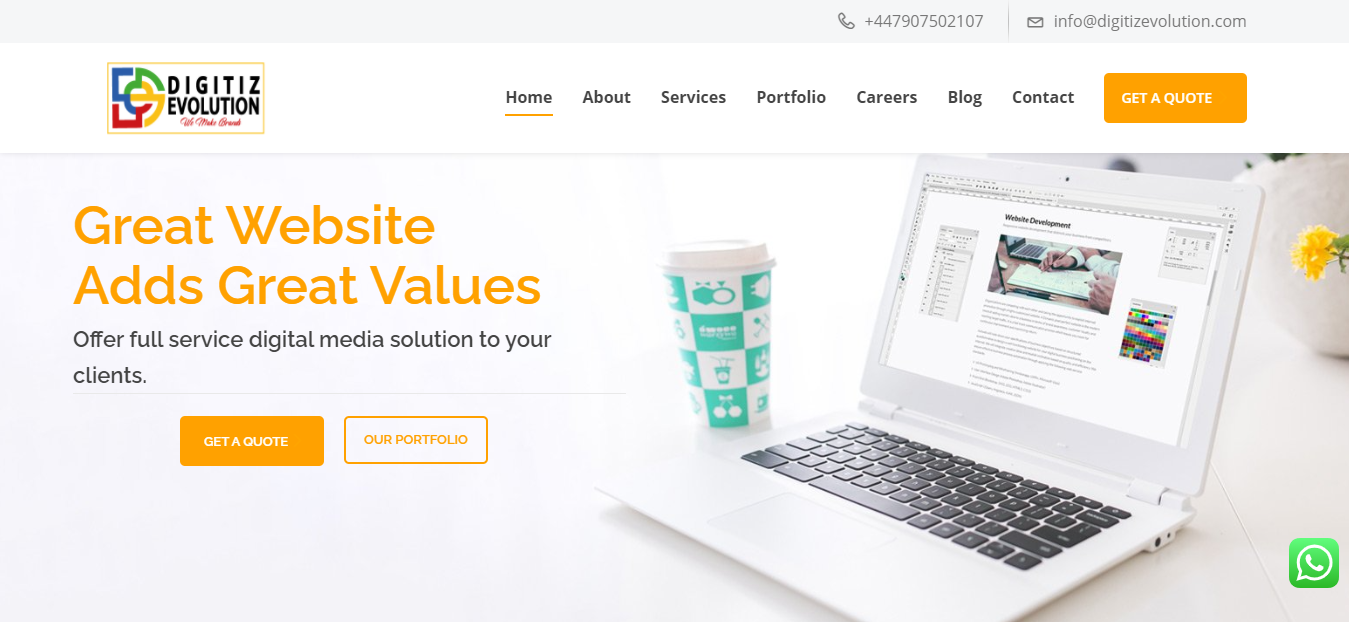 +447907502107
info@digitizevolution.com
DIGITIZ
EVOLUTION
We Make Brands
Home
About
Services
Portfolio
Careers
Blog
Contact
GET A QUOTE
Great Website
Adds Great Values
Offer full service digital media solution to your
clients.
GET A QUOTE
OUR PORTFOLIO
Website Development